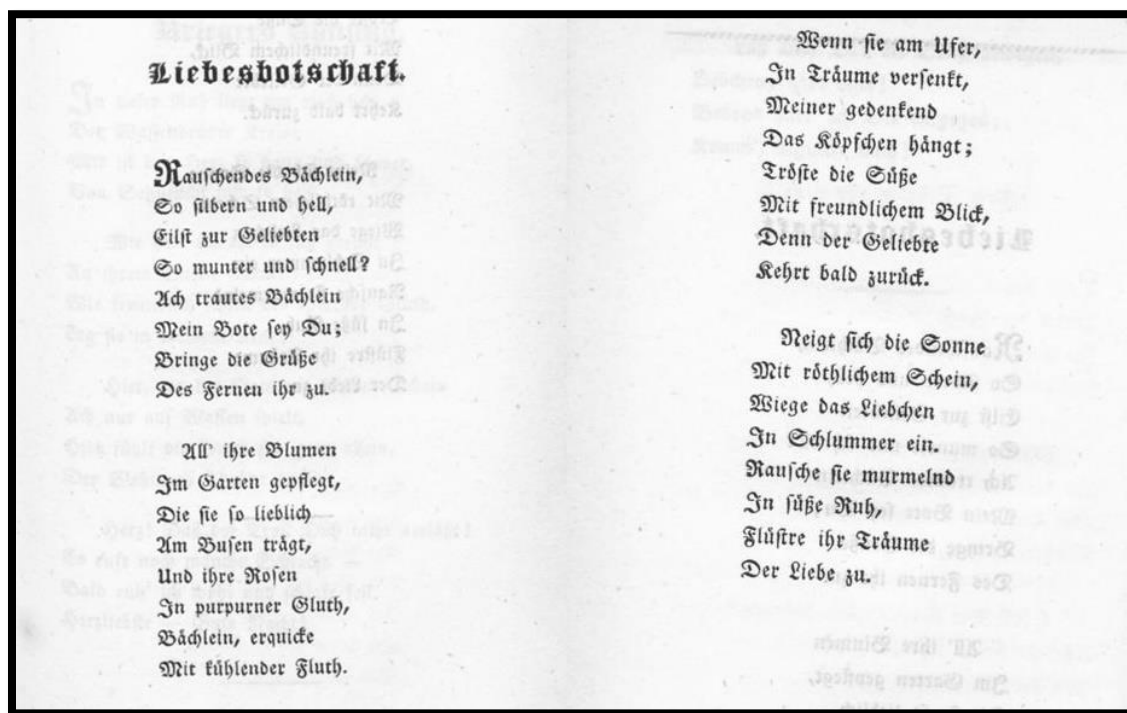 Liebesbotschaft.
Rauschendes Bächlein,
So silbern und hell,
Eilst zur Geliebten
So munter und schnell?
Ach trautes Bächlein
Mein Bote sey Du;
Bringe die Grüße
Des Fernen ihr zu.
All' ihre Blumen
Im Garten gepflegt,
Die sie so lieblich
Am Busen trägt,
Und ihre Rosen
In purpurner Gluth,
Bächlein, erquicke
Mit kühlender Fluth.
Wenn sie am Ufer,
In Träume versenkt,
Meiner gedenkend
Das Köpfchen hängt;
Tröste die Süße
Mit freundlichem Blick,
Denn der Geliebte
Kehrt bald zurück.
Neigt sich die Sonne
Mit röthlichem Schein,
Wiege das Liebchen
In Schlummer ein.
Rausche sie murmelnd
In süße Ruh,
Flüstre ihr Träume
Der Liebe zu.